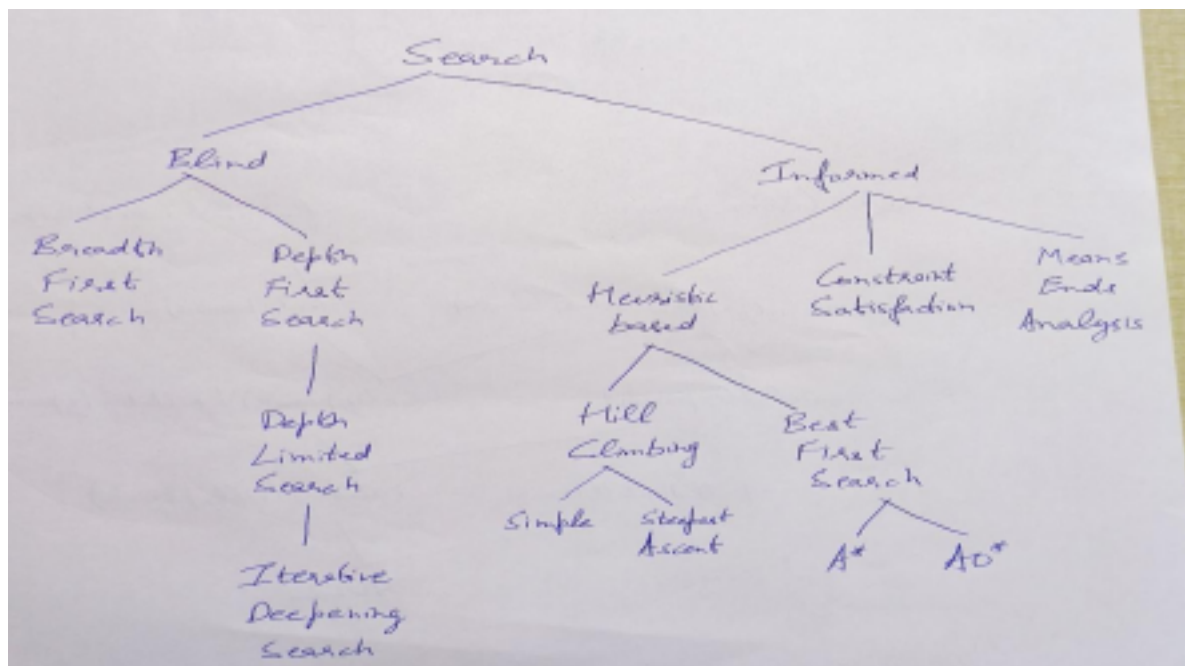 Search
Blind
Informed
Breadth
First
Search
Depth
First
Search
Heuristic
based
Constraint
Satisfaction
Means
Ends
Analysis
Depth
Limited
Search
Hill
Climbing
Best
First
Search
Simple
Steepest
Ascent
A*
AO*
Iterative
Deepening
Search